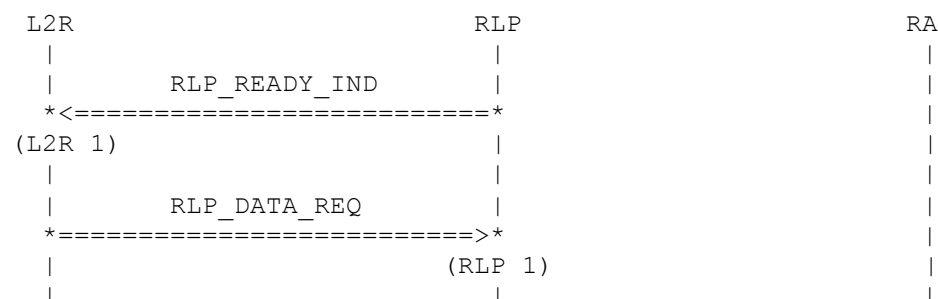 L2R RLP RA
| | |
| RLP_READY_IND | |
*<==========================* |
(L2R 1) | |
| | |
| RLP_DATA_REQ | |
*==========================>* |
| (RLP 1) |
| | |